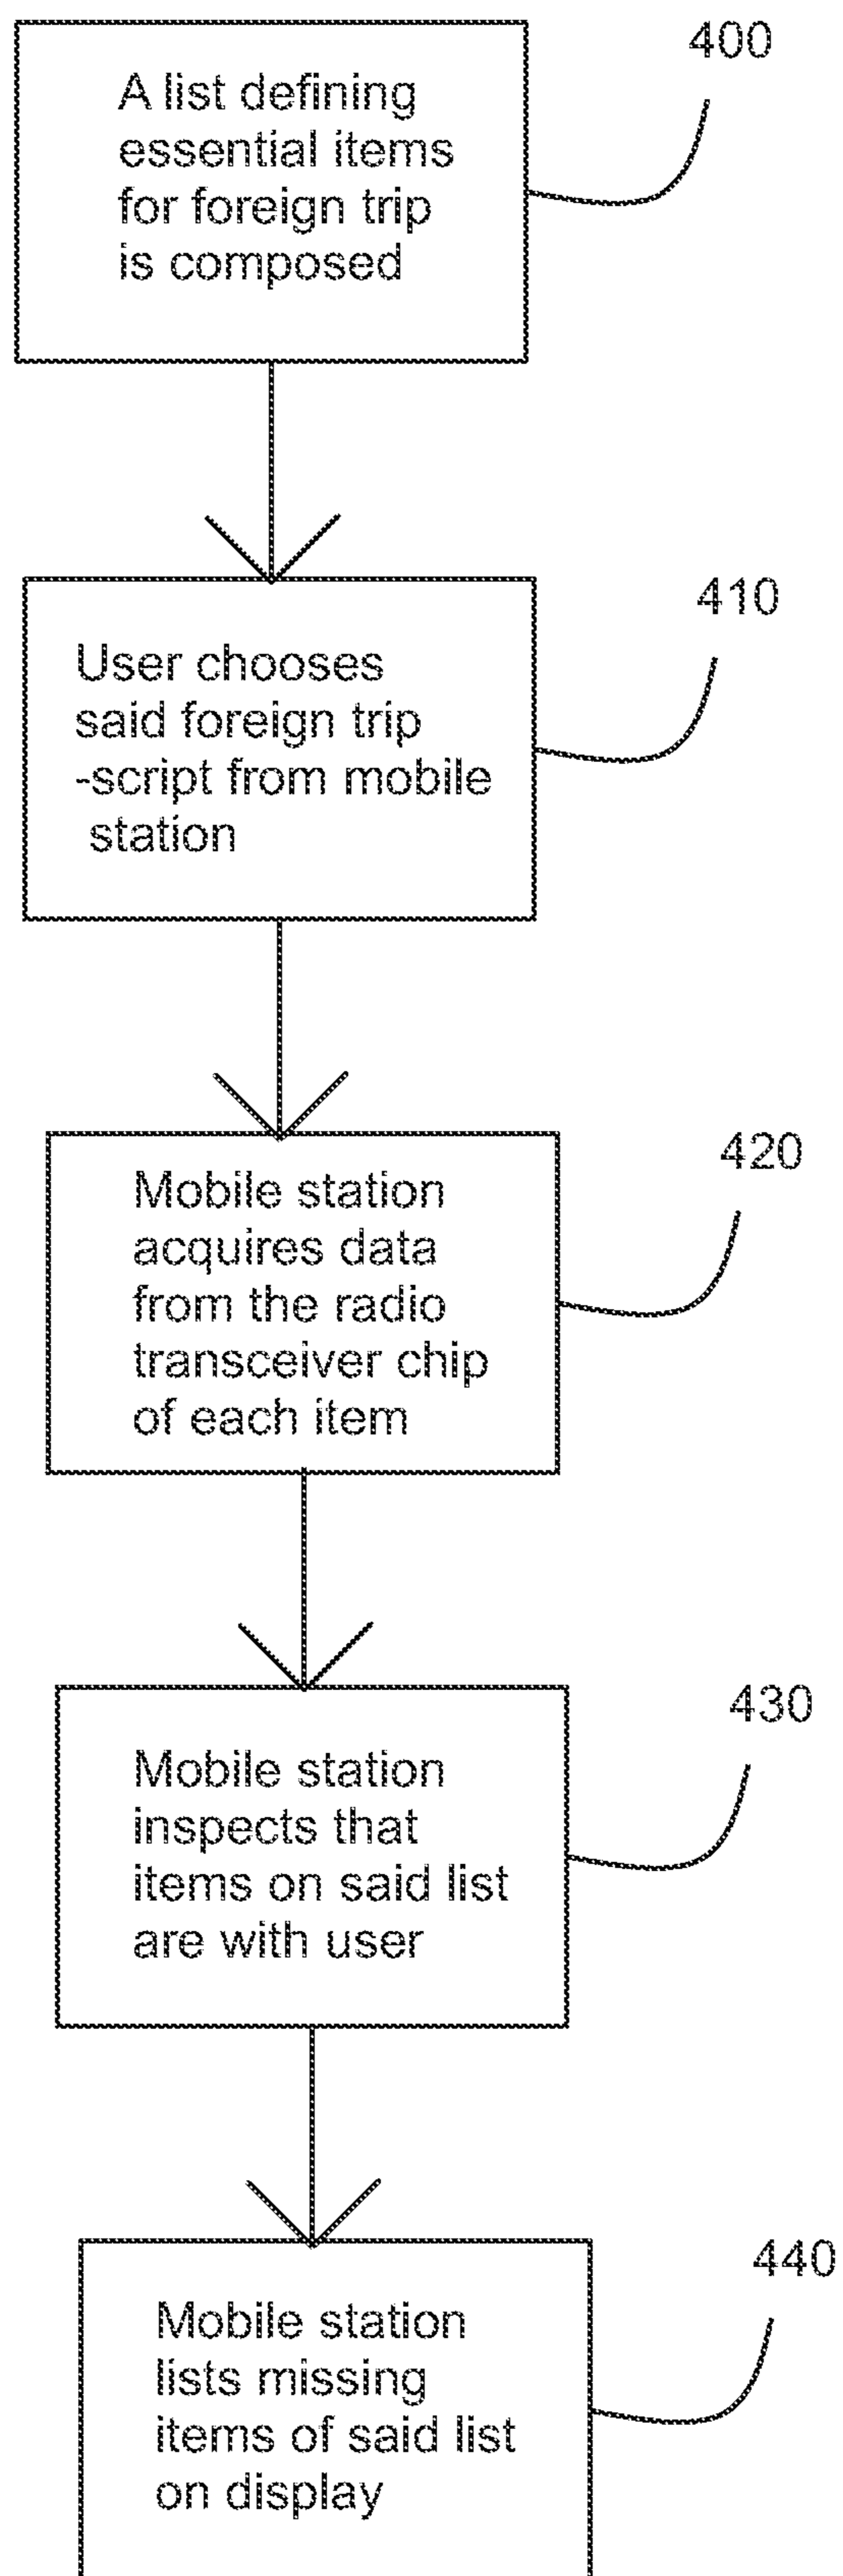 400
A list defining
essential items
for foreign trip
is composed
410
User chooses
said foreign trip
-script from mobile
station
420
Mobile station
acquires data
from the radio
transceiver chip
of each item
430
Mobile station
inspects that
items on said list
are with user
440
Mobile station
lists missing
items of said list
on display